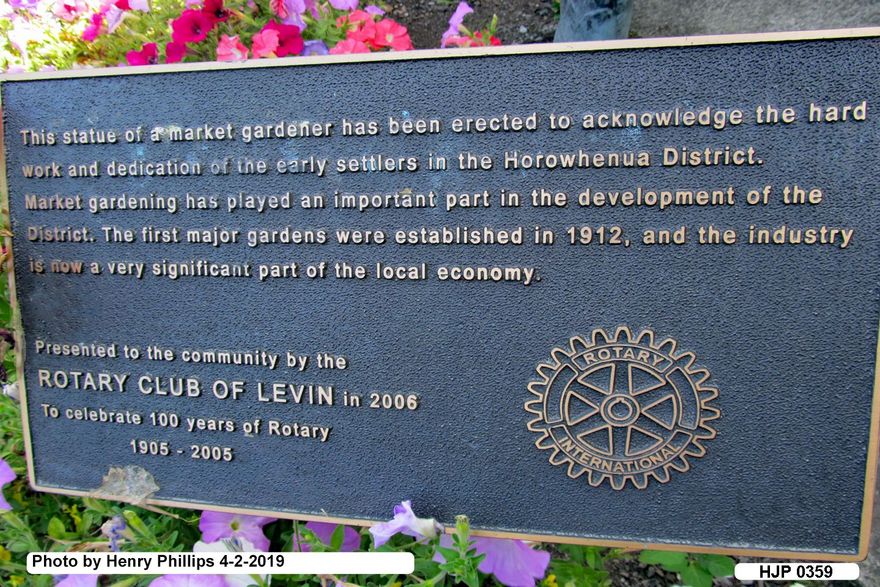 This statue of a market gardener has been erected to acknowledge the hard
work and dedication of the early settlers in the Horowhenua District.
Market gardening has played an important part in the development of the
District. The first major gardens were established in 1912, and the industry
is now a very significant part of the local economy.
Presented to the community by the
ROTARY CLUB OF LEVIN in 2006
To celebrate 100 years of Rotary
1905 - 2005
ROTARY
INTERNATIONAL
Photo by Henry Phillips 4-2-2019
HJP 0359